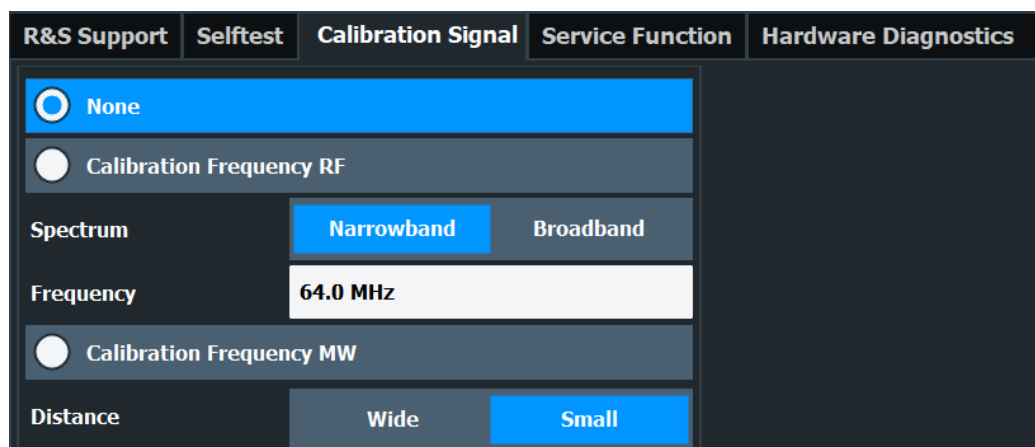 R&S Support Selftest Calibration Signal Service Function Hardware Diagnostics
None
Calibration Frequency RF
Spectrum Narrowband Broadband
Frequency 64.0 MHz
Calibration Frequency MW
Distance Wide Small